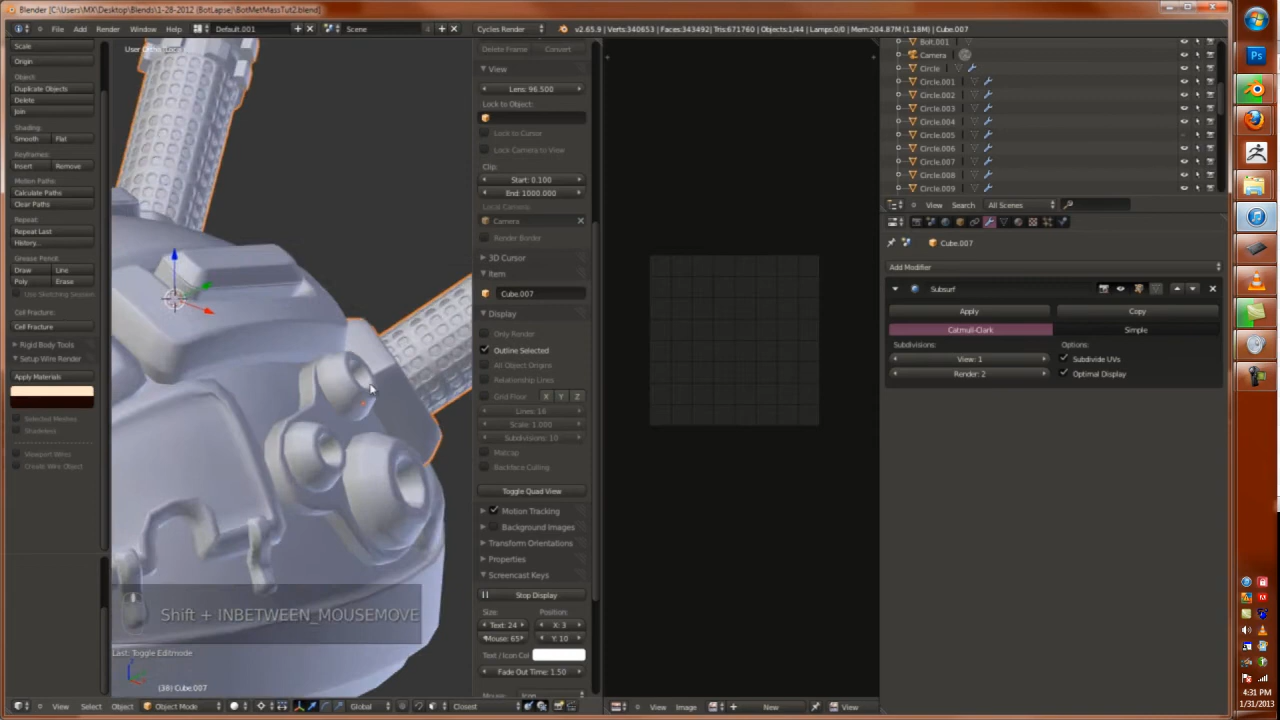 Blender [C:\Users\MX\Desktop\Blends\1-28-2012 (BotLapse)\BotMetMassTut2.blend]
File Add Render Window Help Default.001 Scene Cycles Render v2.65.9 | Verts:340653 | Faces:343492 | Tris:671760 | Objects:1/44 | Lamps:0/0 | Mem:204.87M (1.18M) | Cube.007
Scale
Origin
Object:
Duplicate Objects
Delete
Join
Shading:
Smooth Flat
Keyframes:
Insert Remove
Motion Paths:
Calculate Paths
Clear Paths
Repeat:
Repeat Last
History...
Grease Pencil:
Draw Line
Poly Erase
Use Sketching Session
Cell Fracture:
Cell Fracture
Rigid Body Tools
Setup Wire Render
Apply Materials
Selected Meshes
Shadeless
Viewport Wires
Create Wire Object
User Ortho
Shift + INBETWEEN_MOUSEMOVE
Last: Toggle Editmode
(38) Cube.007
View Select Object Object Mode Global Closest
Delete Frame Convert
View
Lens: 96.500
Lock to Object:
Lock to Cursor
Lock Camera to View
Clip:
Start: 0.100
End: 1000.000
Local Camera:
Camera
Render Border
3D Cursor
Item
Cube.007
Display
Only Render
Outline Selected
All Object Origins
Relationship Lines
Grid Floor X Y Z
Lines: 16
Scale: 1.000
Subdivisions: 10
Matcap
Backface Culling
Toggle Quad View
Motion Tracking
Background Images
Transform Orientations
Properties
Screencast Keys
Stop Display
Size: Position:
Text: 24 X: 3
Mouse: 65 Y: 10
Text / Icon Col
Fade Out Time: 1.50
Mouse: Icon
View Image New View
Bolt.001
Camera
Circle
Circle.001
Circle.002
Circle.003
Circle.004
Circle.005
Circle.006
Circle.007
Circle.008
Circle.009
View Search All Scenes
Cube.007
Add Modifier
Subsurf
Apply Copy
Catmull-Clark Simple
Subdivisions: Options:
View: 1 Subdivide UVs
Render: 2 Optimal Display
Ps
4:31 PM
1/31/2013